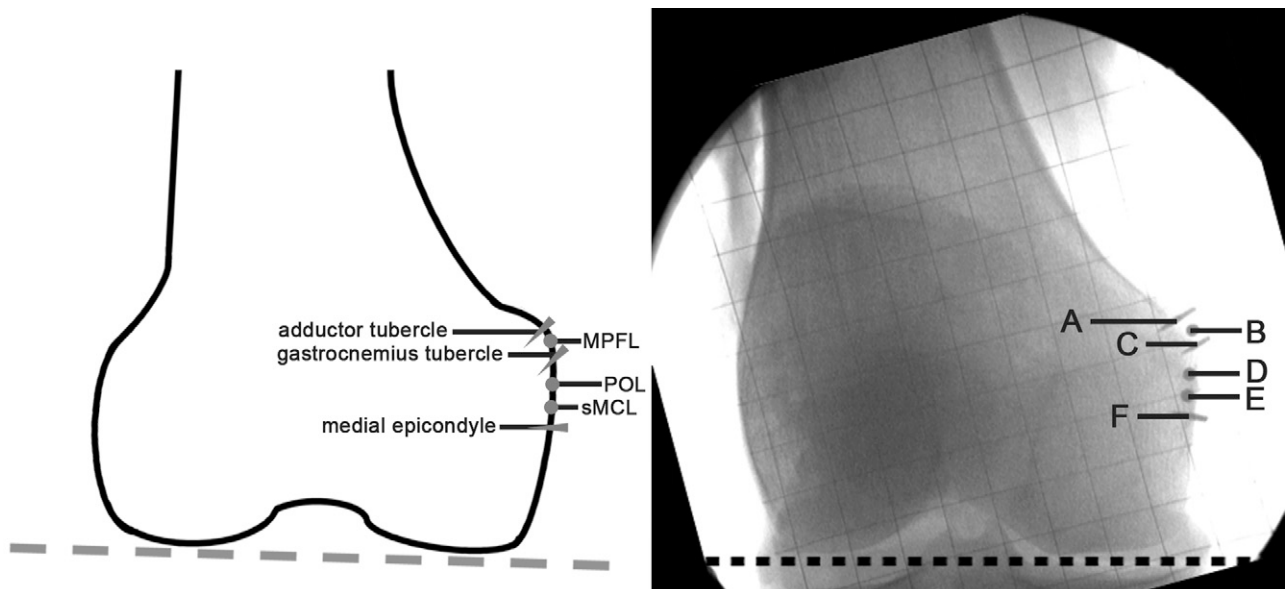 adductor tubercle
MPFL
gastrocnemius tubercle
POL
sMCL
medial epicondyle
A
B
C
D
E
F